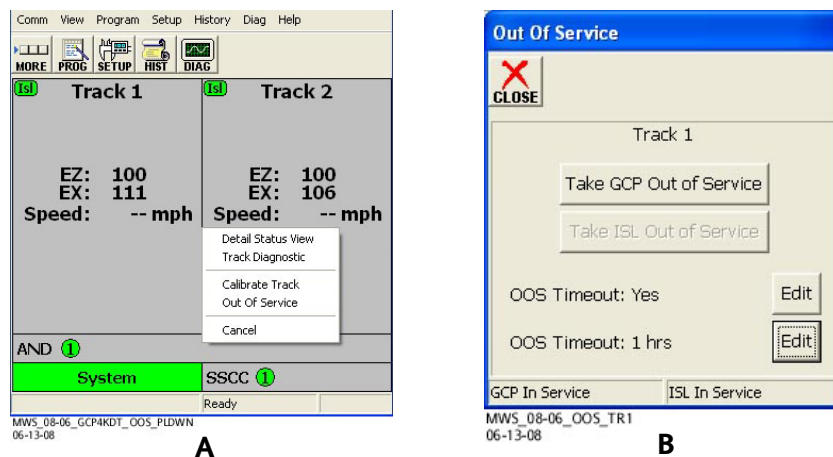 Comm View Program Setup History Diag Help
MORE PROG SETUP HIST DIAG
Isl Track 1
EZ: 100
EX: 111
Speed: -- mph
Isl Track 2
EZ: 100
EX: 106
Speed: -- mph
Detail Status View
Track Diagnostic
Calibrate Track
Out Of Service
Cancel
AND 1
System
SSCC 1
Ready
MWS_08-06_GCP4KDT_OOS_PLDWN
06-13-08
A
Out Of Service
CLOSE
Track 1
Take GCP Out of Service
Take ISL Out of Service
OOS Timeout: Yes Edit
OOS Timeout: 1 hrs Edit
GCP In Service ISL In Service
MWS_08-06_OOS_TR1
06-13-08
B